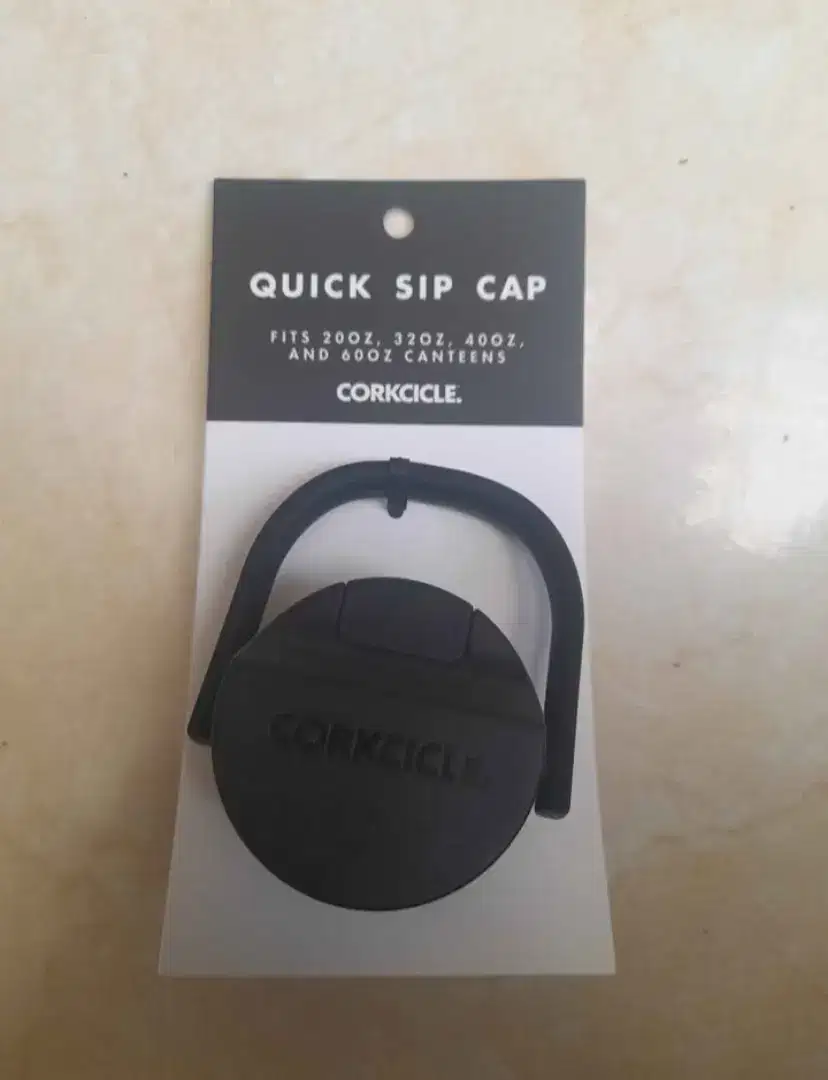 QUICK SIP CAP
FITS 20OZ, 32OZ, 40OZ,
AND 60OZ CANTEENS
CORKCICLE.
CORKCICLE.